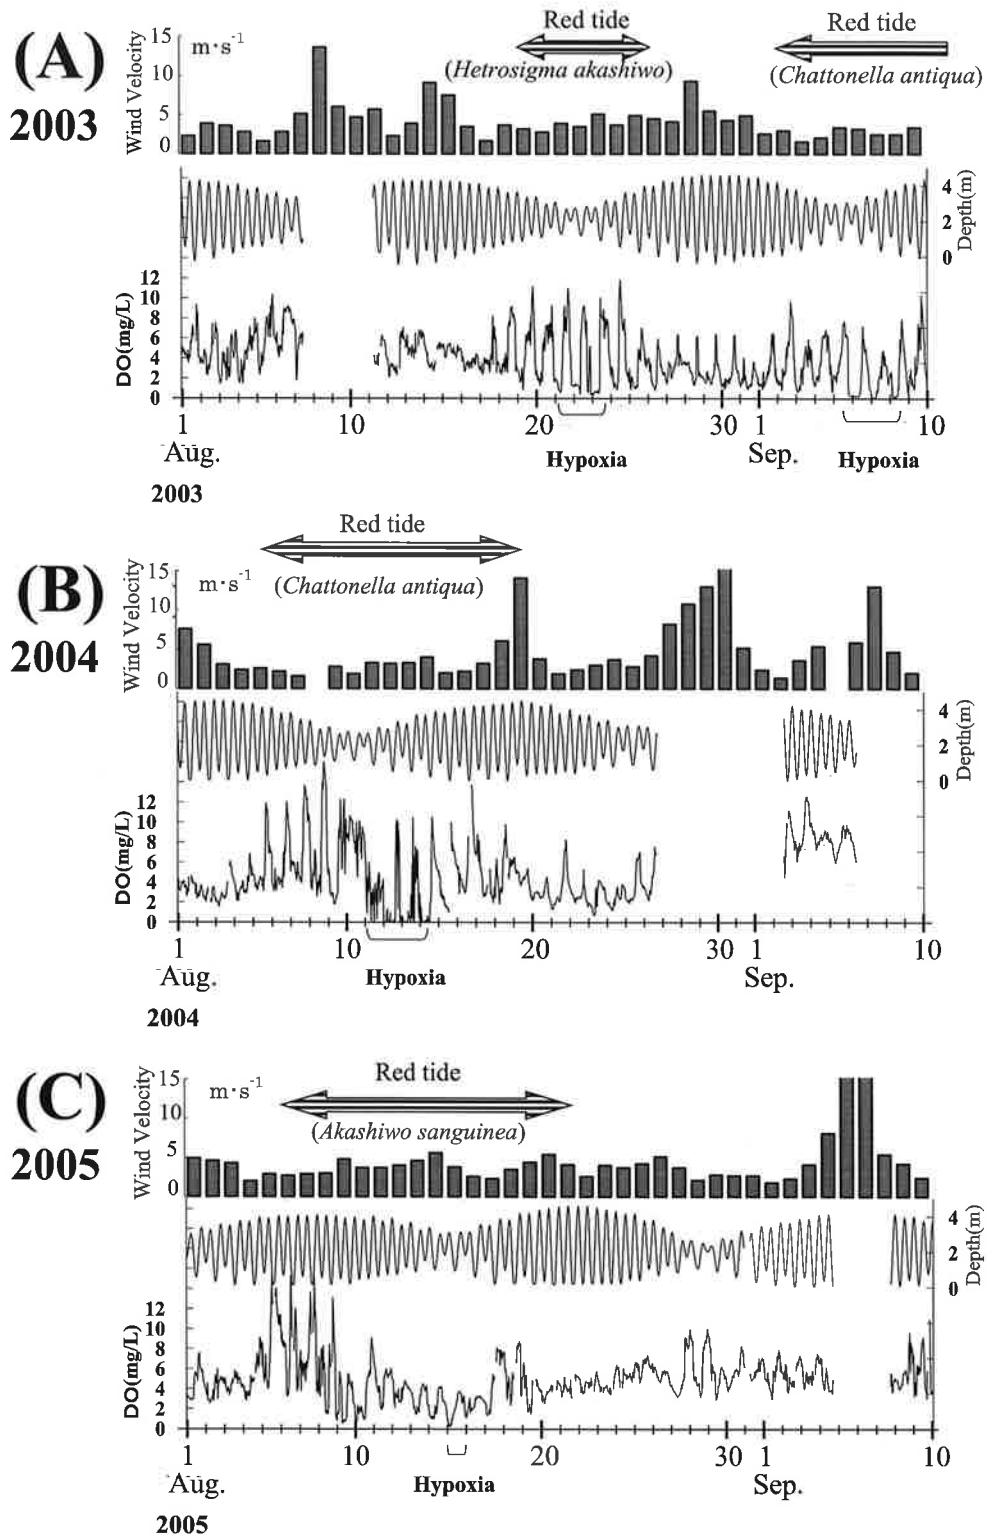 (A)
2003
Red tide
Red tide
(Hetrosigma akashiwo)
(Chattonella antiqua)
m·s-1
Wind Velocity
15
10
5
0
4
2
0
Depth(m)
DO(mg/L)
12
10
8
6
4
2
0
1
10
20
30
1
10
Aug.
Hypoxia
Sep.
Hypoxia
2003
Red tide
(B)
2004
m·s-1
(Chattonella antiqua)
Wind Velocity
15
10
5
0
4
2
0
Depth(m)
DO(mg/L)
12
10
8
6
4
2
0
1
10
20
30
1
10
Aug.
Hypoxia
Sep.
2004
(C)
2005
Red tide
m·s-1
(Akashiwo sanguinea)
Wind Velocity
15
10
5
0
4
2
0
Depth(m)
DO(mg/L)
12
10
8
6
4
2
0
1
10
20
30
1
10
Aug.
Hypoxia
Sep.
2005